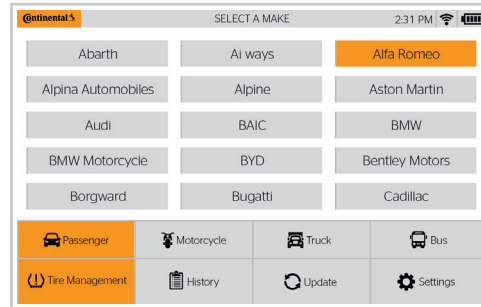 Continental SELECT A MAKE 2:31 PM
Abarth Ai ways Alfa Romeo
Alpina Automobiles Alpine Aston Martin
Audi BAIC BMW
BMW Motorcycle BYD Bentley Motors
Borgward Bugatti Cadillac
Passenger Motorcycle Truck Bus
Tire Management History Update Settings